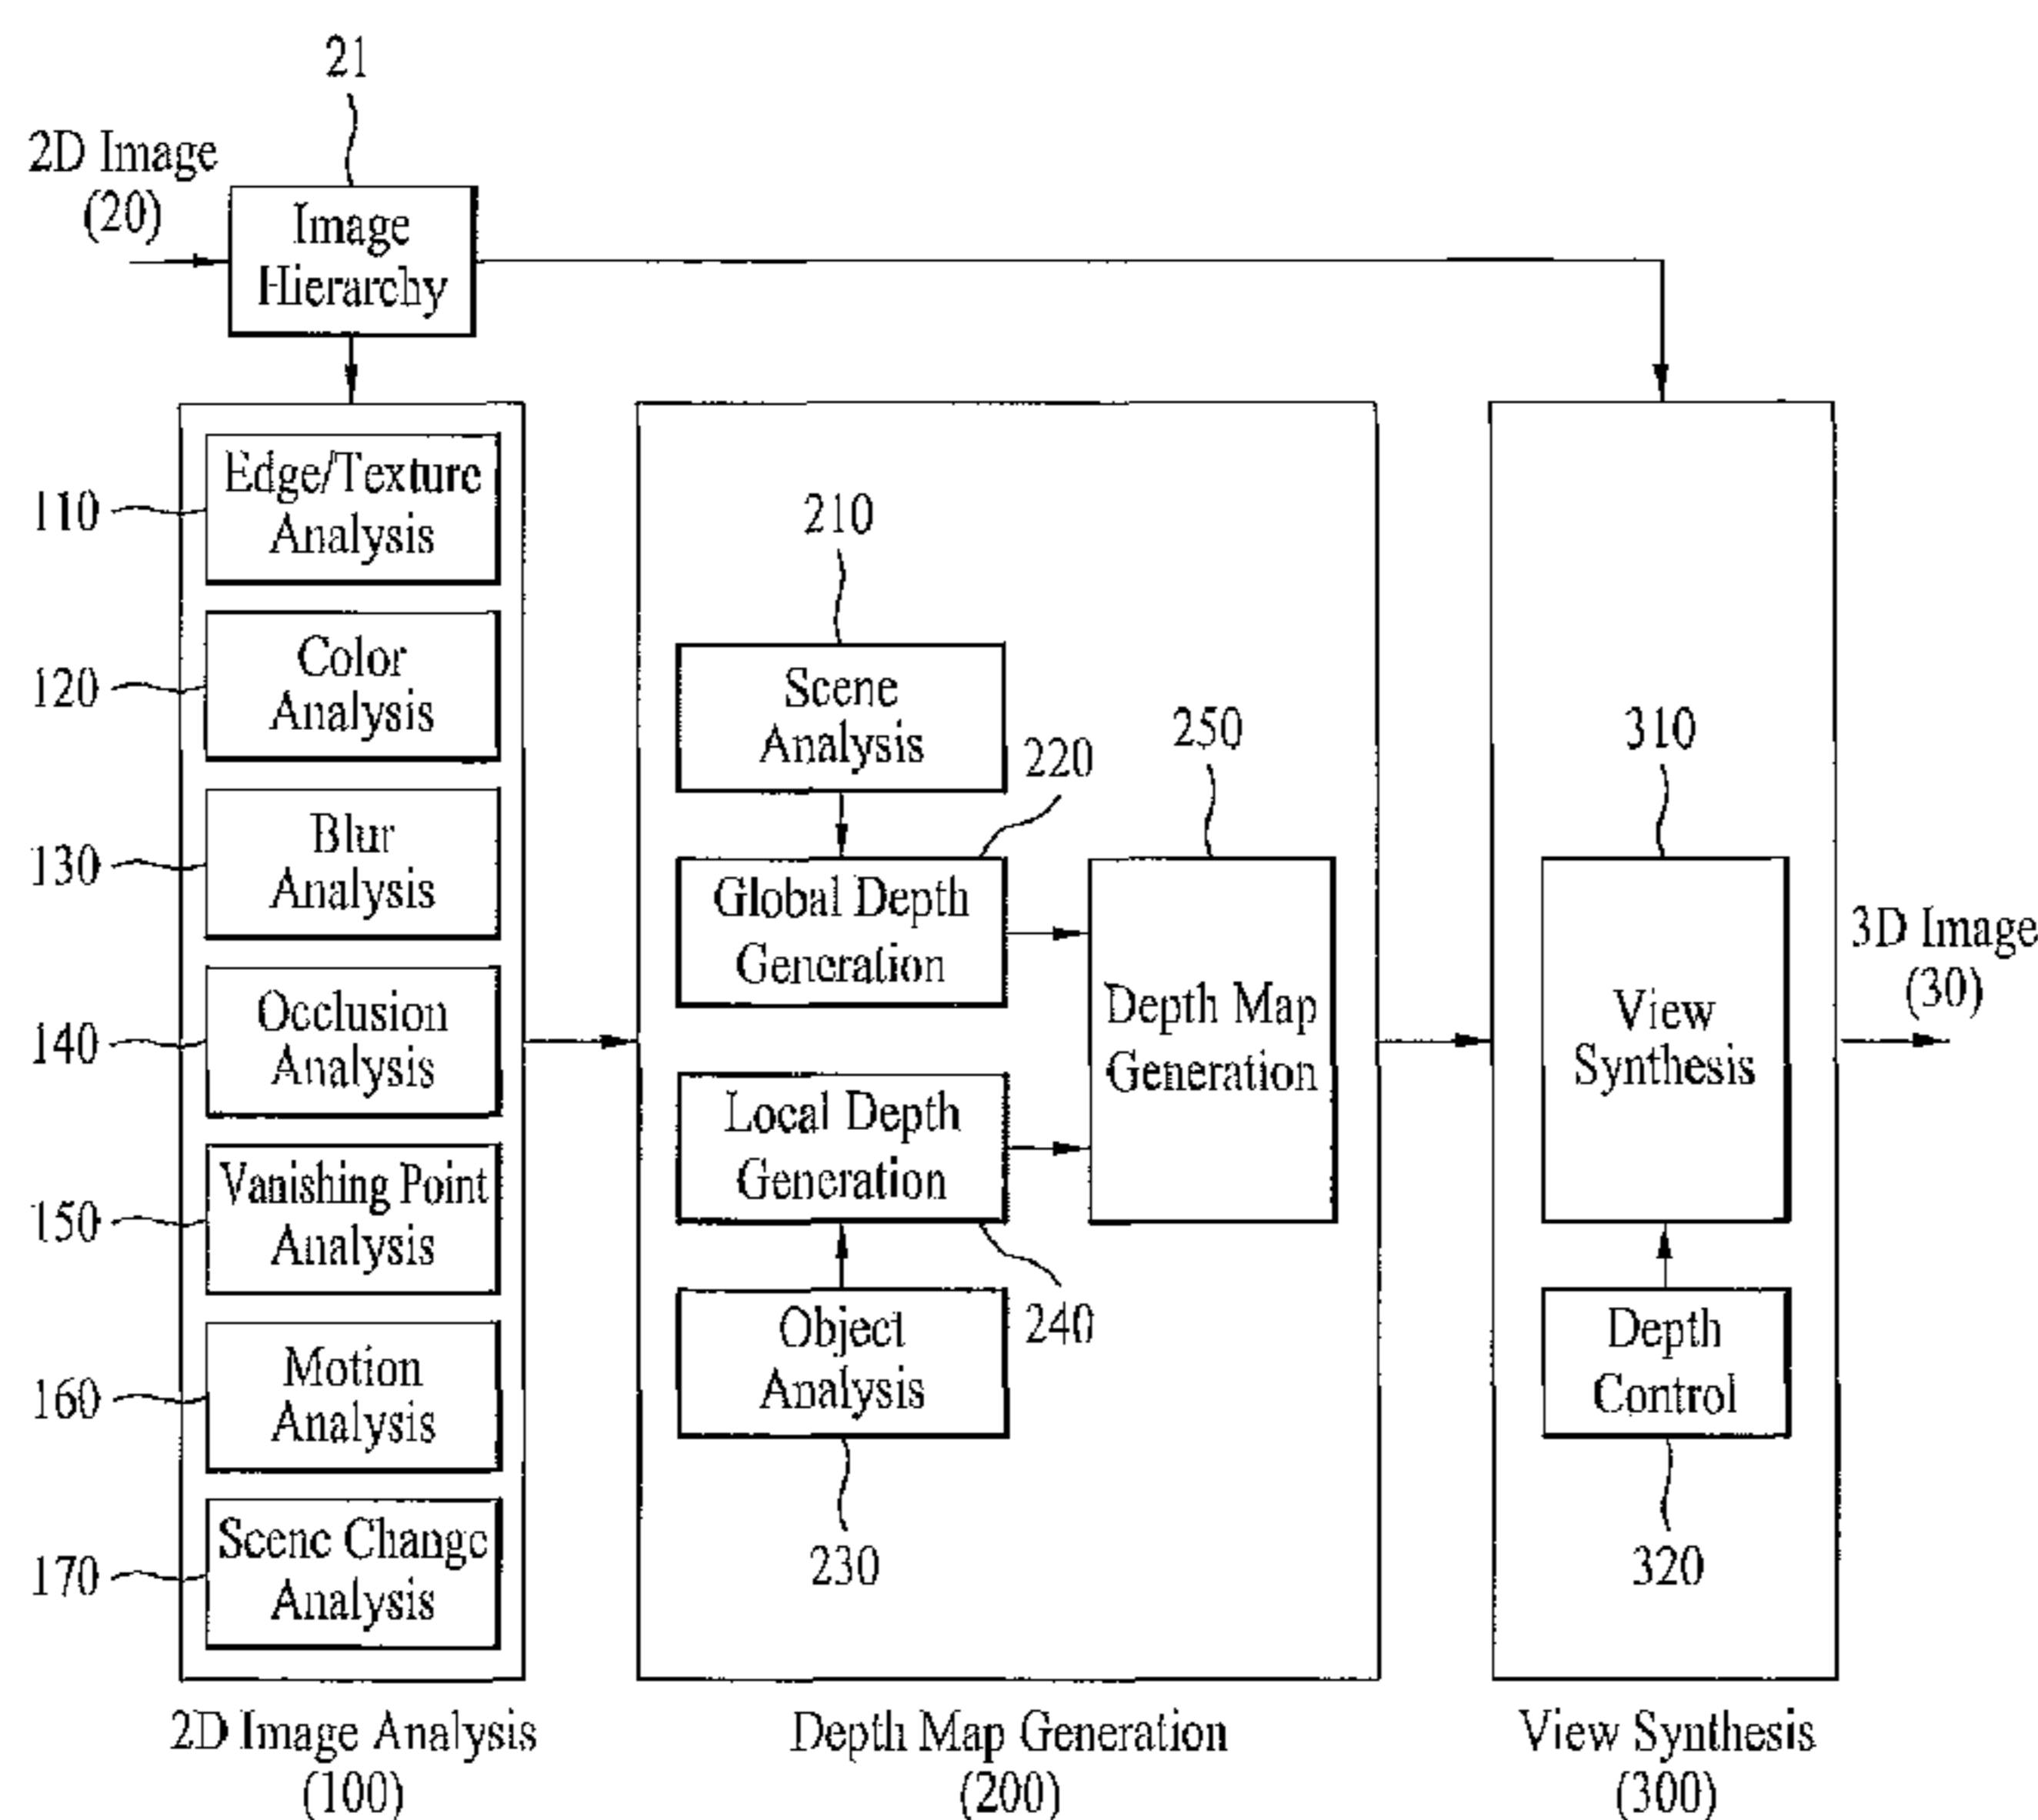 21
2D Image
(20)
Image
Hierarchy
110
Edge/Texture
Analysis
120
Color
Analysis
130
Blur
Analysis
140
Occlusion
Analysis
150
Vanishing Point
Analysis
160
Motion
Analysis
170
Scene Change
Analysis
2D Image Analysis
(100)
210
Scene
Analysis
220
Global Depth
Generation
250
Depth Map
Generation
Local Depth
Generation
240
Object
Analysis
230
Depth Map Generation
(200)
310
View
Synthesis
Depth
Control
320
View Synthesis
(300)
3D Image
(30)